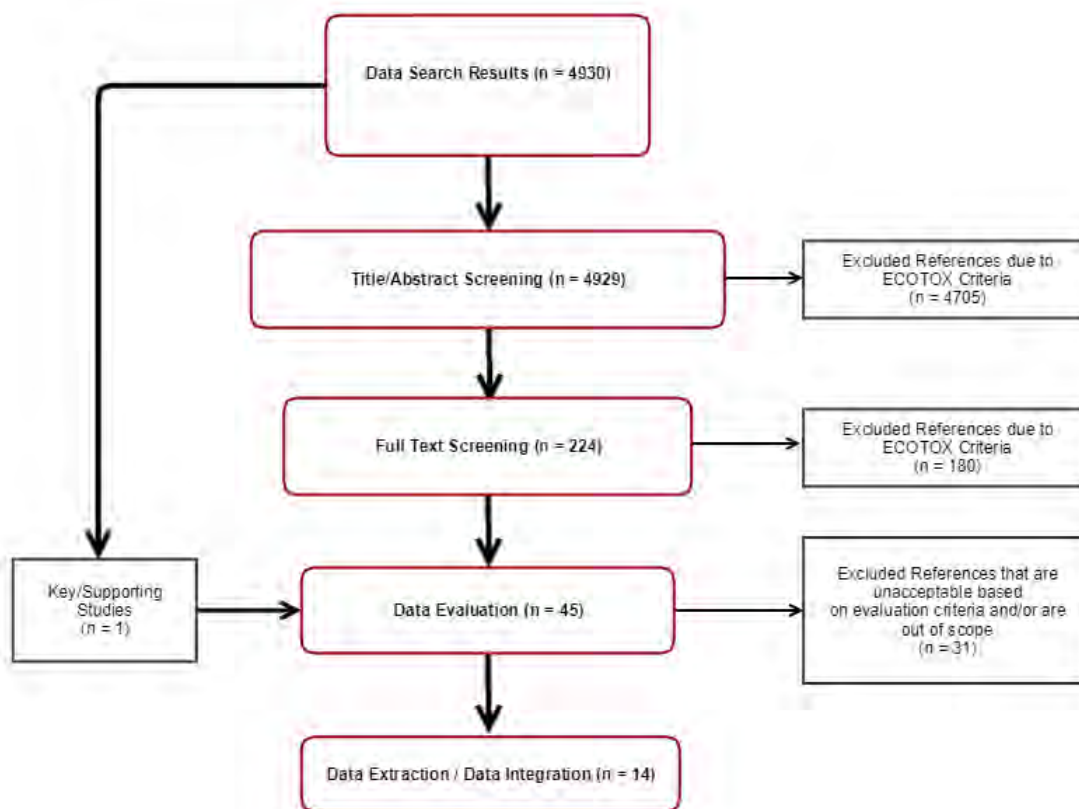 Data Search Results (n = 4930)
Title/Abstract Screening (n = 4929)
Excluded References due to
ECOTOX Criteria
(n = 4705)
Full Text Screening (n = 224)
Excluded References due to
ECOTOX Criteria
(n = 180)
Key/Supporting
Studies
(n = 1)
Data Evaluation (n = 45)
Excluded References that are
unacceptable based
on evaluation criteria and/or are
out of scope
(n = 31)
Data Extraction / Data Integration (n = 14)